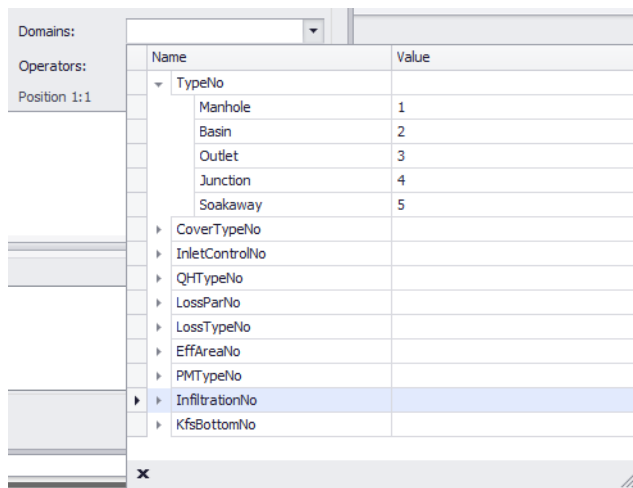 Domains:
Name Value
Operators:
TypeNo
Position 1:1
Manhole 1
Basin 2
Outlet 3
Junction 4
Soakaway 5
CoverTypeNo
InletControlNo
QHTypeNo
LossParNo
LossTypeNo
EffAreaNo
PMTypeNo
InfiltrationNo
KfsBottomNo